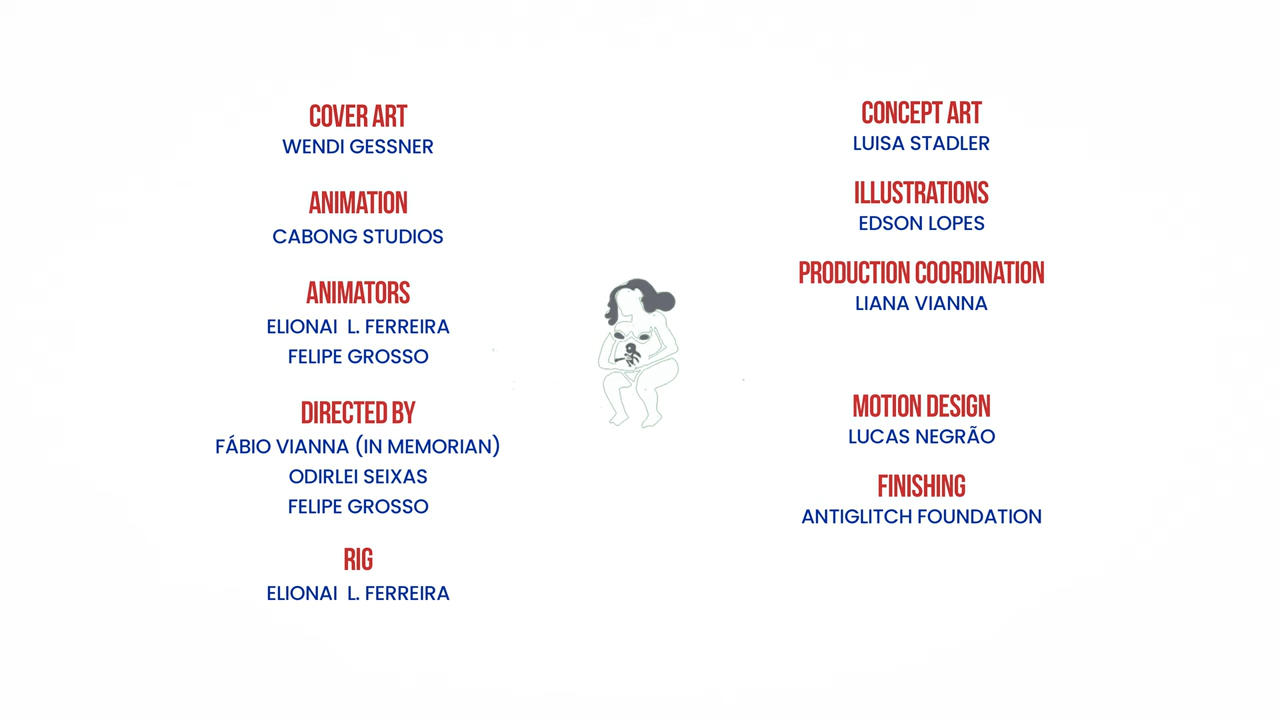 COVER ART
WENDI GESSNER
ANIMATION
CABONG STUDIOS
ANIMATORS
ELIONAI L. FERREIRA
FELIPE GROSSO
DIRECTED BY
FÁBIO VIANNA (IN MEMORIAN)
ODIRLEI SEIXAS
FELIPE GROSSO
RIG
ELIONAI L. FERREIRA
CONCEPT ART
LUISA STADLER
ILLUSTRATIONS
EDSON LOPES
PRODUCTION COORDINATION
LIANA VIANNA
MOTION DESIGN
LUCAS NEGRÃO
FINISHING
ANTIGLITCH FOUNDATION